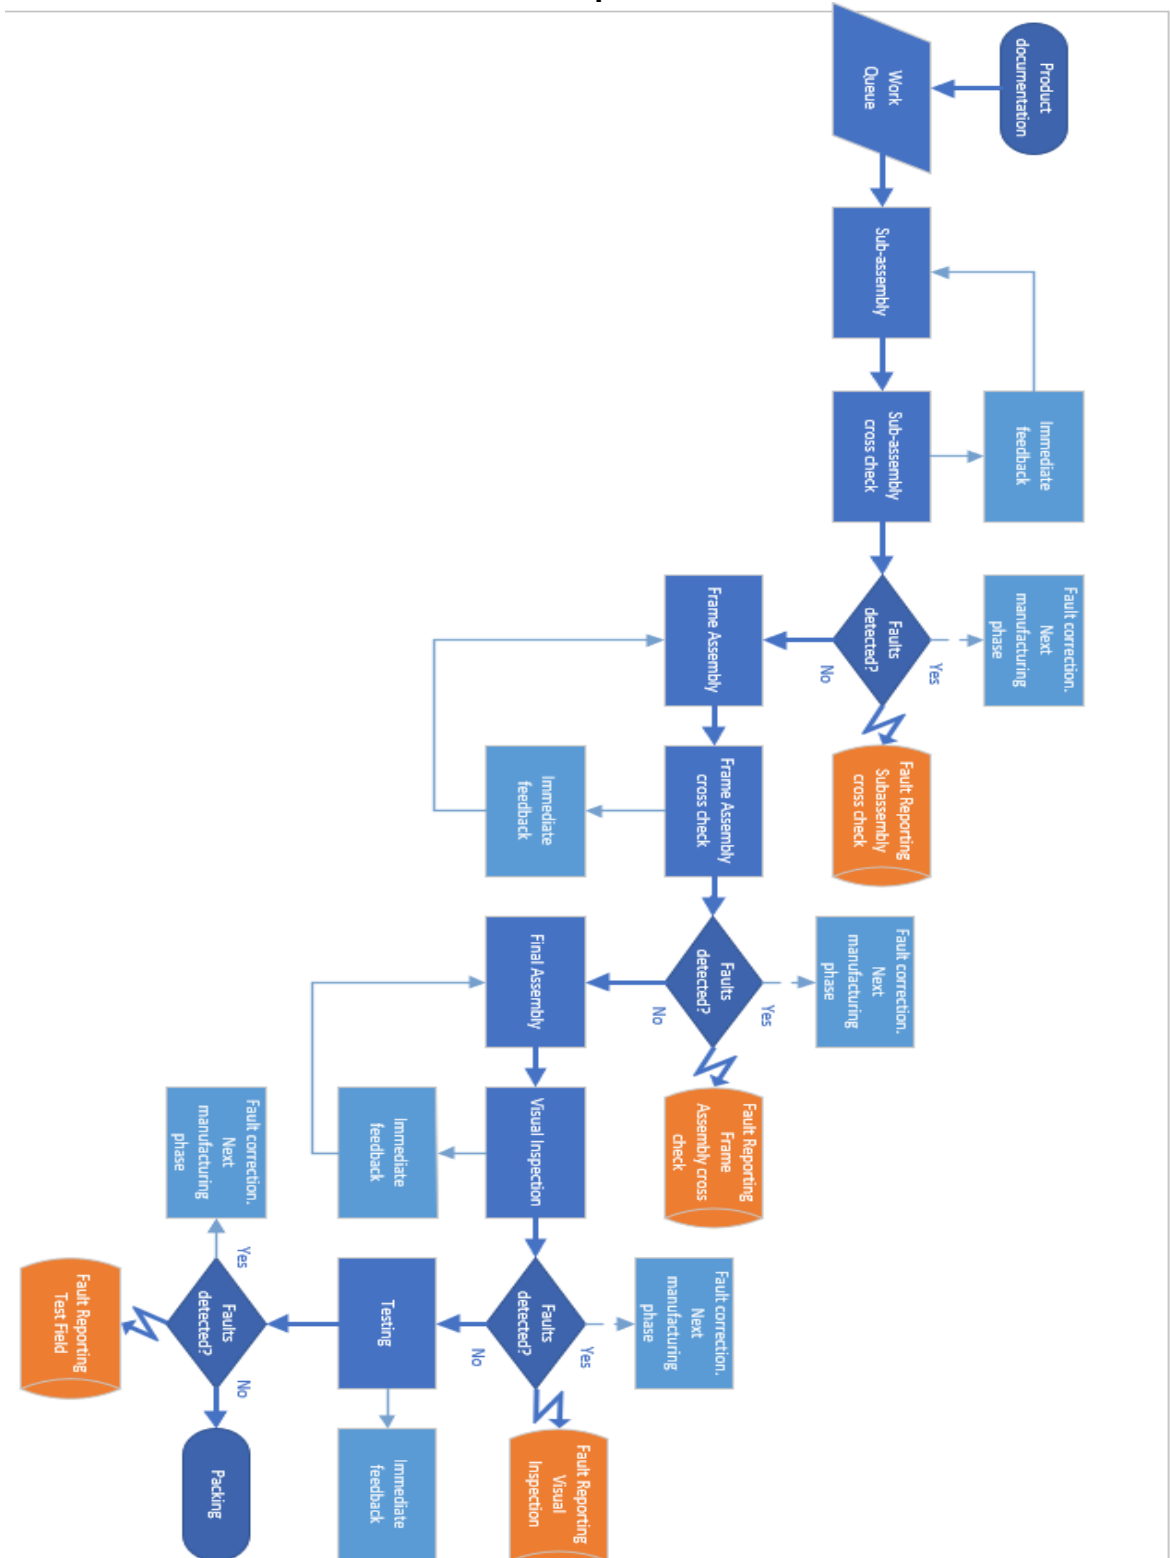 Product
documentation
Work
Queue
Sub-assembly
Immediate
feedback
Sub-assembly
cross check
Fault correction.
Next
manufacturing
phase
Yes
Faults
detected?
No
Fault Reporting
Subassembly
cross check
Frame Assembly
Frame Assembly
cross check
Immediate
feedback
Fault correction.
Next
manufacturing
phase
Yes
Faults
detected?
No
Fault Reporting
Frame
Assembly cross
check
Final Assembly
Visual Inspection
Immediate
feedback
Fault correction.
Next
manufacturing
phase
Yes
Faults
detected?
No
Fault Reporting
Visual
Inspection
Testing
Immediate
feedback
Fault correction.
Next
manufacturing
phase
Yes
Faults
detected?
No
Fault Reporting
Test Field
Packing